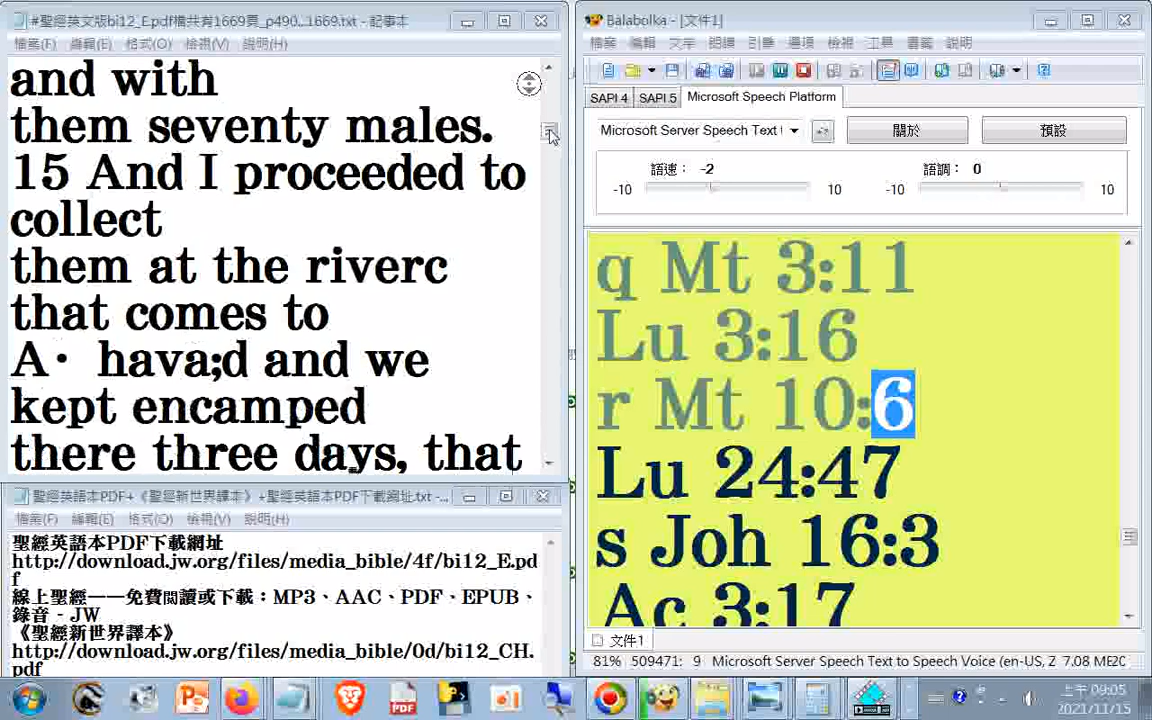 #聖經英文版bi12_E.pdf檔共有1669頁_p490...1669.txt - 記事本
檔案(F) 編輯(E) 格式(O) 檢視(V) 說明(H)
and with
them seventy males.
15 And I proceeded to
collect
them at the riverc
that comes to
A· hava;d and we
kept encamped
there three days, that
聖經英語本PDF+《聖經新世界譯本》+聖經英語本PDF下載網址.txt -...
檔案(F) 編輯(E) 格式(O) 檢視(V) 說明(H)
聖經英語本PDF下載網址
http://download.jw.org/files/media_bible/4f/bi12_E.pd
f
線上聖經——免費閱讀或下載：MP3、AAC、PDF、EPUB、
錄音 - JW
《聖經新世界譯本》
http://download.jw.org/files/media_bible/0d/bi12_CH.
pdf
Balabolka - [文件1]
檔案 編輯 文字 朗讀 引擎 選項 檢視 工具 書籤 說明
SAPI 4 SAPI 5 Microsoft Speech Platform
Microsoft Server Speech Text 關於 預設
語速： -2 語調： 0
-10 10 -10 10
q Mt 3:11
Lu 3:16
r Mt 10:6
Lu 24:47
s Joh 16:3
Ac 3:17
文件1
81% 509471: 9 Microsoft Server Speech Text to Speech Voice (en-US, Z 7.08 ME20
PDF
上午 09:05
2021/11/15